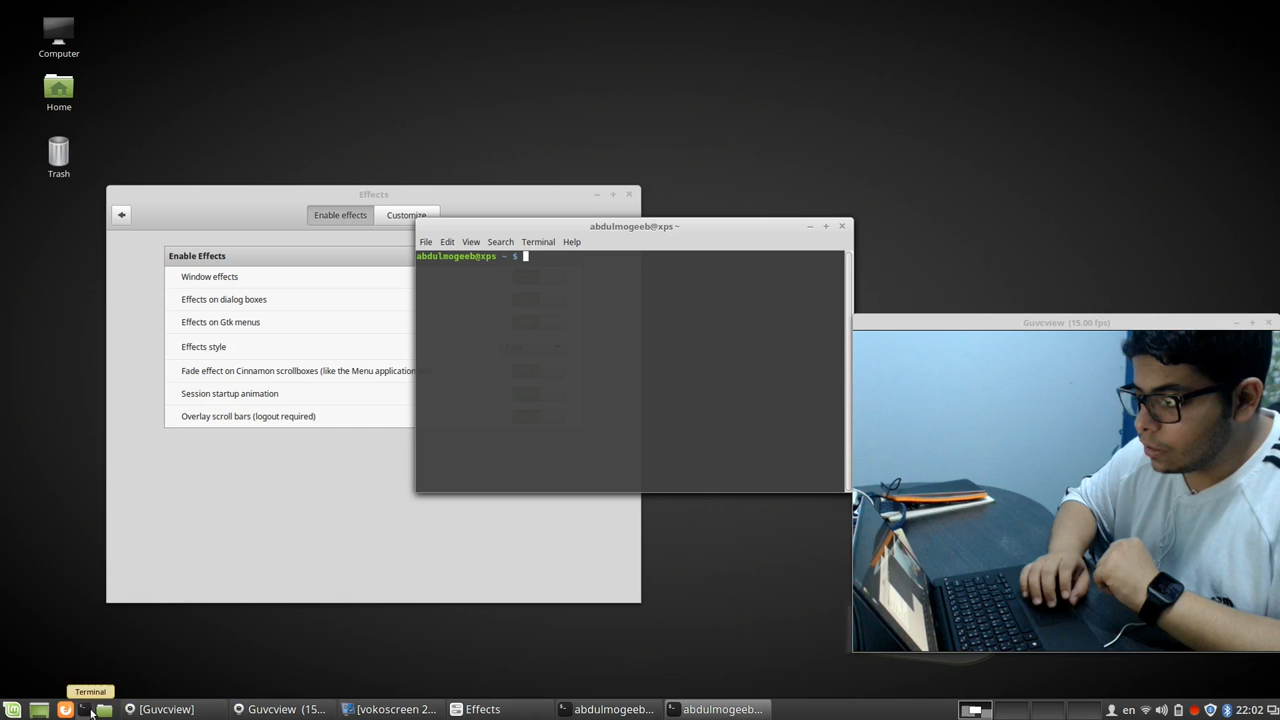 Computer
Home
Trash
Effects
Enable effects
Customize
Enable Effects
Window effects
Effects on dialog boxes
Effects on Gtk menus
Effects style
Fade effect on Cinnamon scrollboxes (like the Menu application
Session startup animation
Overlay scroll bars (logout required)
abdulmogeeb@xps ~
File Edit View Search Terminal Help
abdulmogeeb@xps ~ $
Guvcview (15.00 fps)
Terminal
[Guvcview]
Guvcview (15...
[vokoscreen 2...
Effects
abdulmogeeb...
abdulmogeeb...
en
22:02